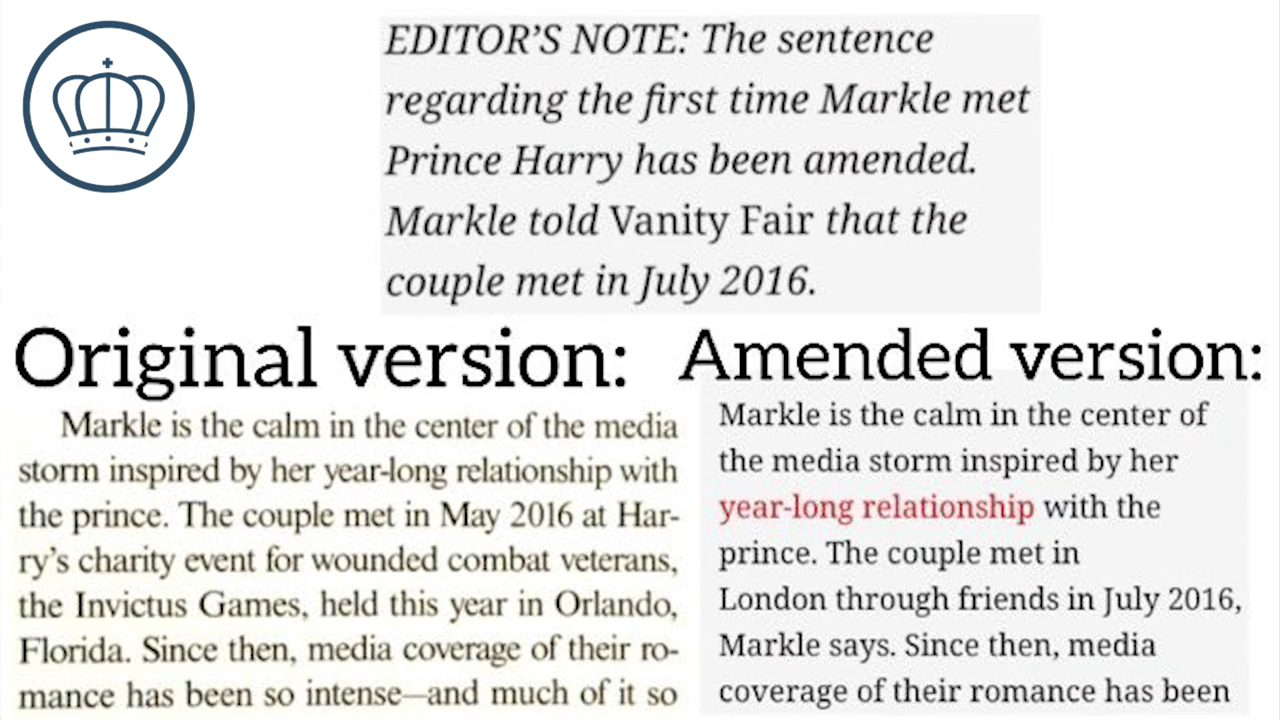 EDITOR’S NOTE: The sentence
regarding the first time Markle met
Prince Harry has been amended.
Markle told Vanity Fair that the
couple met in July 2016.
Original version:
Markle is the calm in the center of the media
storm inspired by her year-long relationship with
the prince. The couple met in May 2016 at Har-
ry’s charity event for wounded combat veterans,
the Invictus Games, held this year in Orlando,
Florida. Since then, media coverage of their ro-
mance has been so intense—and much of it so
Amended version:
Markle is the calm in the center of
the media storm inspired by her
year-long relationship with the
prince. The couple met in
London through friends in July 2016,
Markle says. Since then, media
coverage of their romance has been